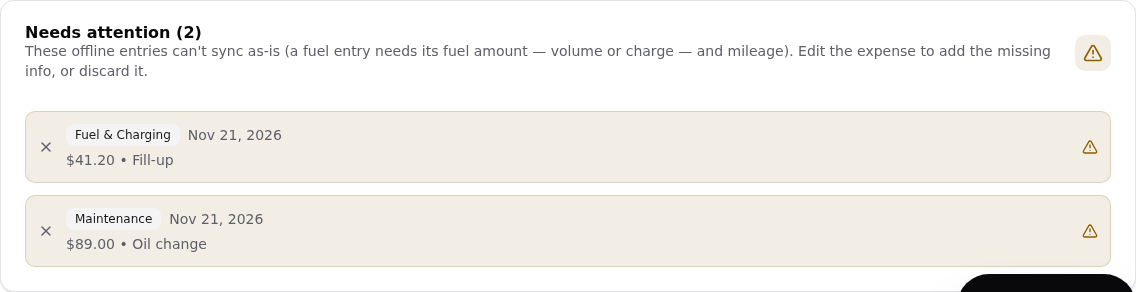 Needs attention (2)
These offline entries can't sync as-is (a fuel entry needs its fuel amount — volume or charge — and mileage). Edit the expense to add the missing
info, or discard it.
Fuel & Charging Nov 21, 2026
$41.20 • Fill-up
Maintenance Nov 21, 2026
$89.00 • Oil change